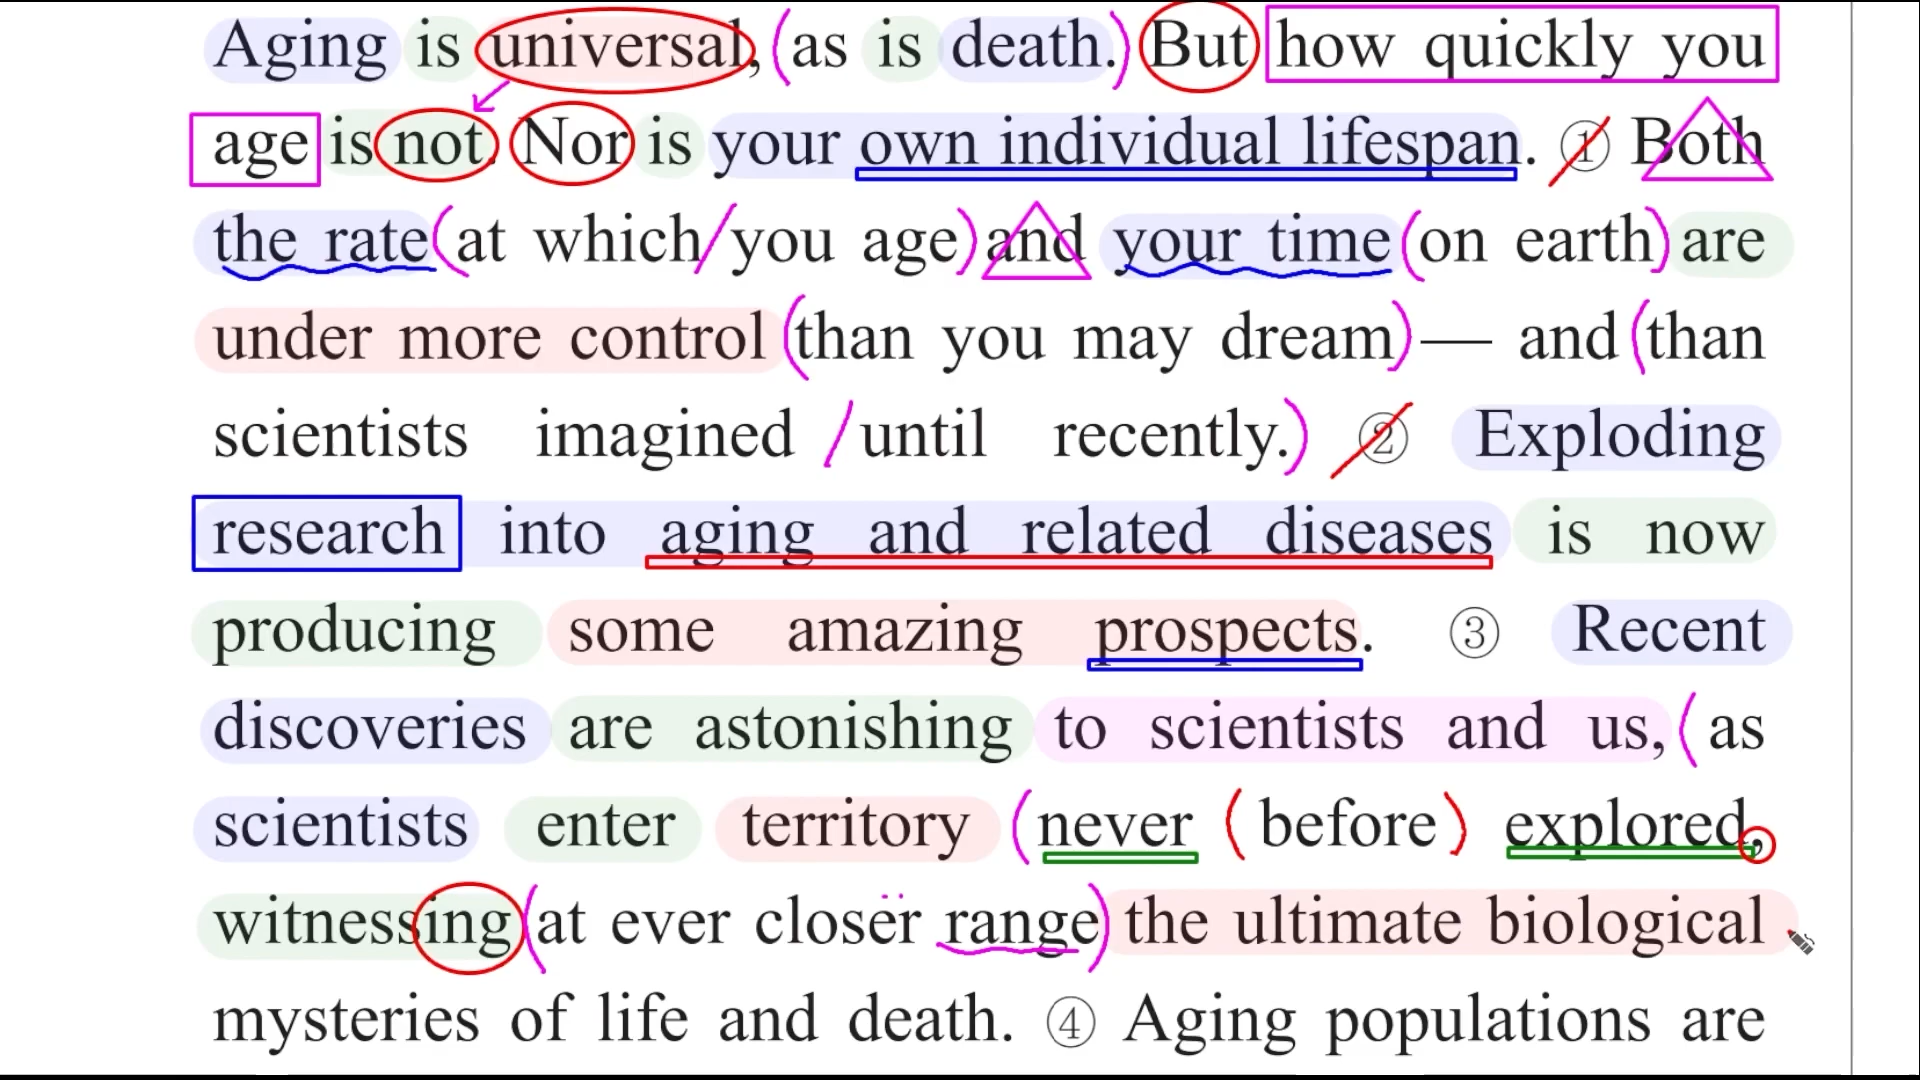 Aging is universal, (as is death.) But how quickly you
age is not. Nor is your own individual lifespan. ① Both
the rate (at which / you age) and your time (on earth) are
under more control (than you may dream) — and (than
scientists imagined / until recently.) ② Exploding
research into aging and related diseases is now
producing some amazing prospects. ③ Recent
discoveries are astonishing to scientists and us, (as
scientists enter territory (never (before) explored,
witnessing (at ever closer range) the ultimate biological
mysteries of life and death. ④ Aging populations are